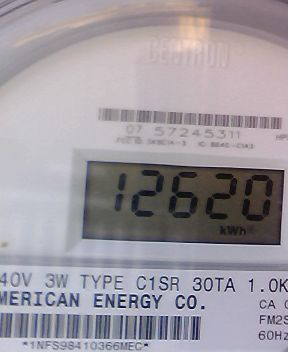 CENTRON
07 57245311
12620
kWh
40V 3W TYPE C1SR 30TA 1.0K
MERICAN ENERGY CO.
CA
FM2S
60Hz
*1NFS98410366MEC*